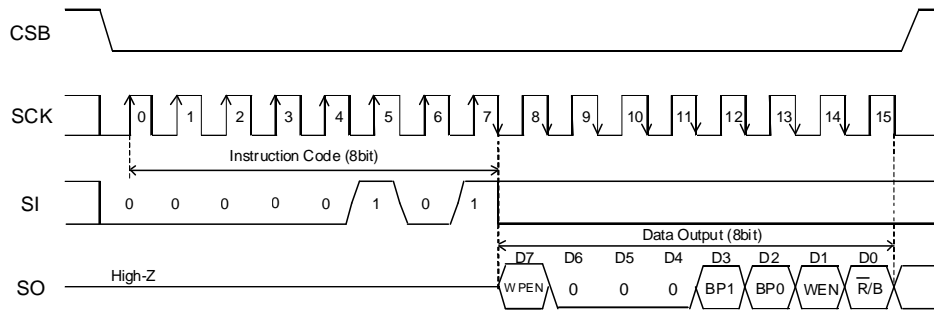 CSB
SCK
0 1 2 3 4 5 6 7 8 9 10 11 12 13 14 15
Instruction Code (8bit)
SI
0 0 0 0 0 1 0 1
Data Output (8bit)
D7 D6 D5 D4 D3 D2 D1 D0
High-Z
SO
WPEN 0 0 0 BP1 BP0 WEN R̅/B